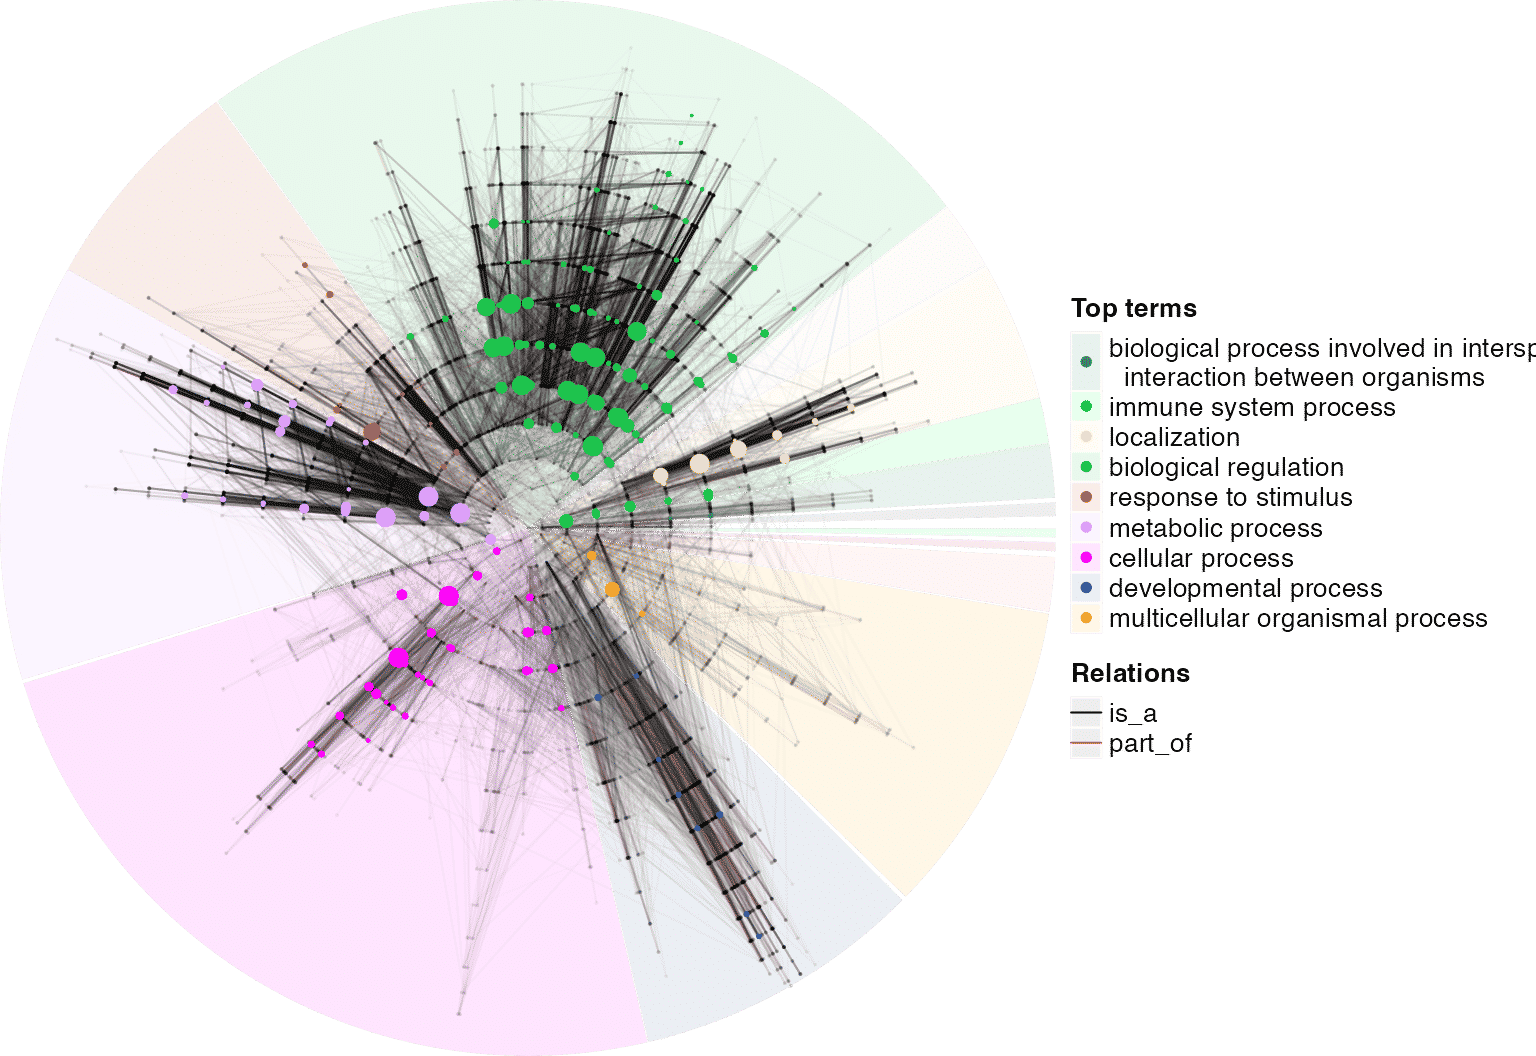 Top terms
biological process involved in intersp
interaction between organisms
immune system process
localization
biological regulation
response to stimulus
metabolic process
cellular process
developmental process
multicellular organismal process
Relations
is_a
part_of